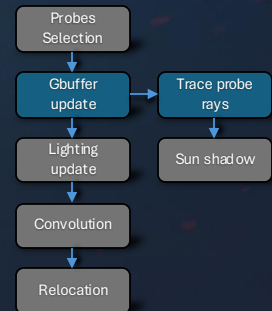 Probes
Selection
Gbuffer
update
Trace probe
rays
Lighting
update
Sun shadow
Convolution
Relocation